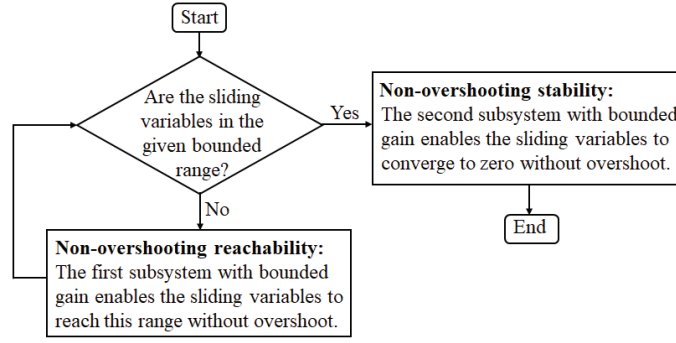 Start
Are the sliding
variables in the
given bounded
range?
Yes
Non-overshooting stability:
The second subsystem with bounded
gain enables the sliding variables to
converge to zero without overshoot.
No
End
Non-overshooting reachability:
The first subsystem with bounded
gain enables the sliding variables to
reach this range without overshoot.